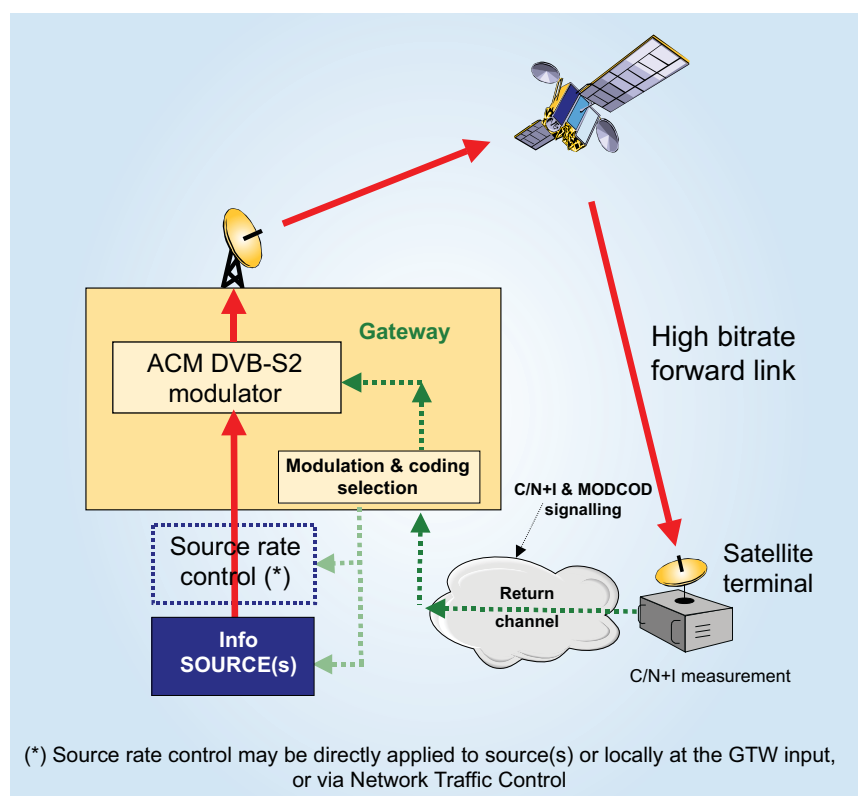 Gateway
ACM DVB-S2
modulator
High bitrate
forward link
Modulation & coding
selection
C/N+I & MODCOD
signalling
Source rate
control (*)
Satellite
terminal
Return
channel
Info
SOURCE(s)
C/N+I measurement
(*) Source rate control may be directly applied to source(s) or locally at the GTW input,
or via Network Traffic Control